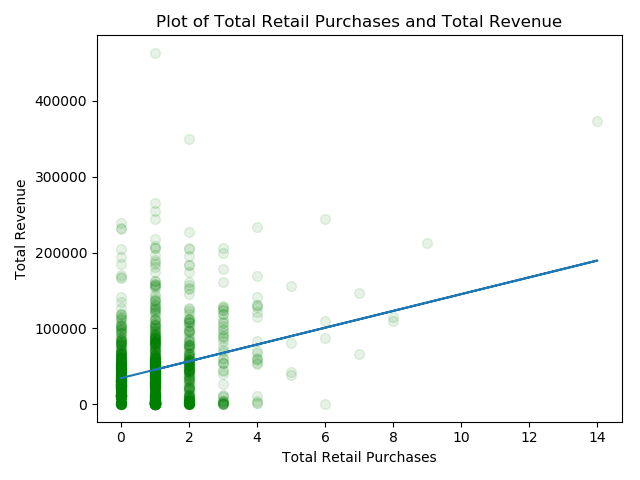 Plot of Total Retail Purchases and Total Revenue
400000
300000
200000
100000
0
Total Revenue
0 2 4 6 8 10 12 14
Total Retail Purchases